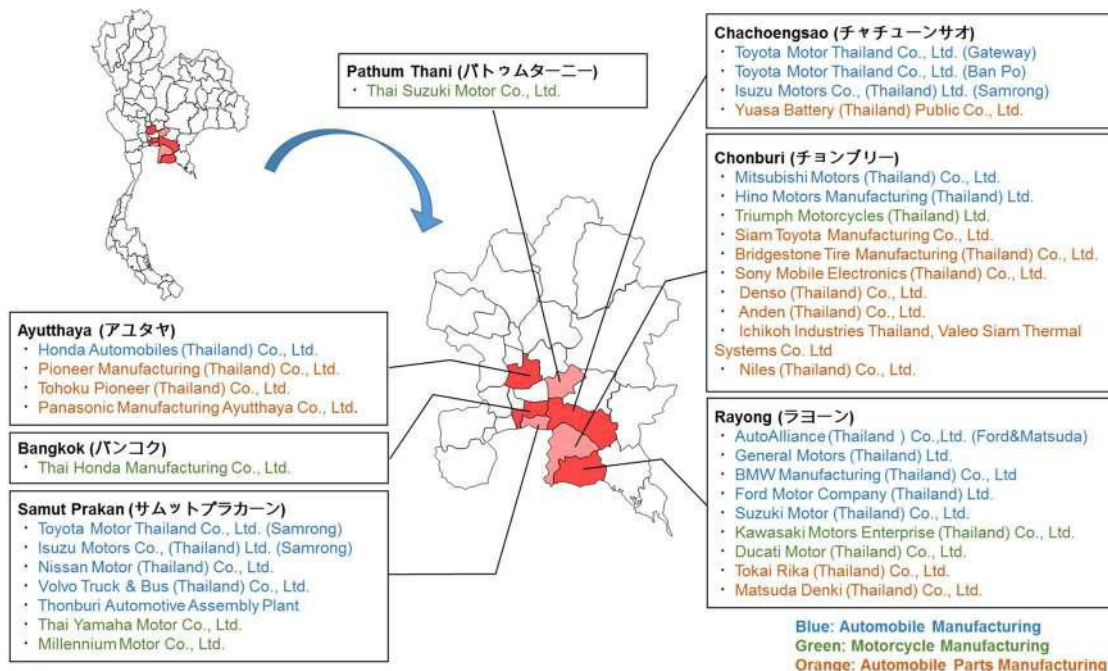 Pathum Thani (パトゥムターニー)
・ Thai Suzuki Motor Co., Ltd.
Chachoengsao (チャチューンサオ)
・ Toyota Motor Thailand Co., Ltd. (Gateway)
・ Toyota Motor Thailand Co., Ltd. (Ban Po)
・ Isuzu Motors Co., (Thailand) Ltd. (Samrong)
・ Yuasa Battery (Thailand) Public Co., Ltd.
Chonburi (チョンブリー)
・ Mitsubishi Motors (Thailand) Co., Ltd.
・ Hino Motors Manufacturing (Thailand) Ltd.
・ Triumph Motorcycles (Thailand) Ltd.
・ Siam Toyota Manufacturing Co., Ltd.
・ Bridgestone Tire Manufacturing (Thailand) Co., Ltd.
・ Sony Mobile Electronics (Thailand) Co., Ltd.
・ Denso (Thailand) Co., Ltd.
・ Anden (Thailand) Co., Ltd.
・ Ichikoh Industries Thailand, Valeo Siam Thermal
Systems Co. Ltd
・ Niles (Thailand) Co., Ltd.
Ayutthaya (アユタヤ)
・ Honda Automobiles (Thailand) Co., Ltd.
・ Pioneer Manufacturing (Thailand) Co., Ltd.
・ Tohoku Pioneer (Thailand) Co., Ltd.
・ Panasonic Manufacturing Ayutthaya Co., Ltd.
Bangkok (バンコク)
・ Thai Honda Manufacturing Co., Ltd.
Samut Prakan (サムットプラカーン)
・ Toyota Motor Thailand Co., Ltd. (Samrong)
・ Isuzu Motors Co., (Thailand) Ltd. (Samrong)
・ Nissan Motor (Thailand) Co., Ltd.
・ Volvo Truck & Bus (Thailand) Co., Ltd.
・ Thonburi Automotive Assembly Plant
・ Thai Yamaha Motor Co., Ltd.
・ Millennium Motor Co., Ltd.
Rayong (ラヨーン)
・ AutoAlliance (Thailand ) Co.,Ltd. (Ford&Matsuda)
・ General Motors (Thailand) Ltd.
・ BMW Manufacturing (Thailand) Co., Ltd
・ Ford Motor Company (Thailand) Ltd.
・ Suzuki Motor (Thailand) Co., Ltd.
・ Kawasaki Motors Enterprise (Thailand) Co., Ltd.
・ Ducati Motor (Thailand) Co., Ltd.
・ Tokai Rika (Thailand) Co., Ltd.
・ Matsuda Denki (Thailand) Co., Ltd.
Blue: Automobile Manufacturing
Green: Motorcycle Manufacturing
Orange: Automobile Parts Manufacturing